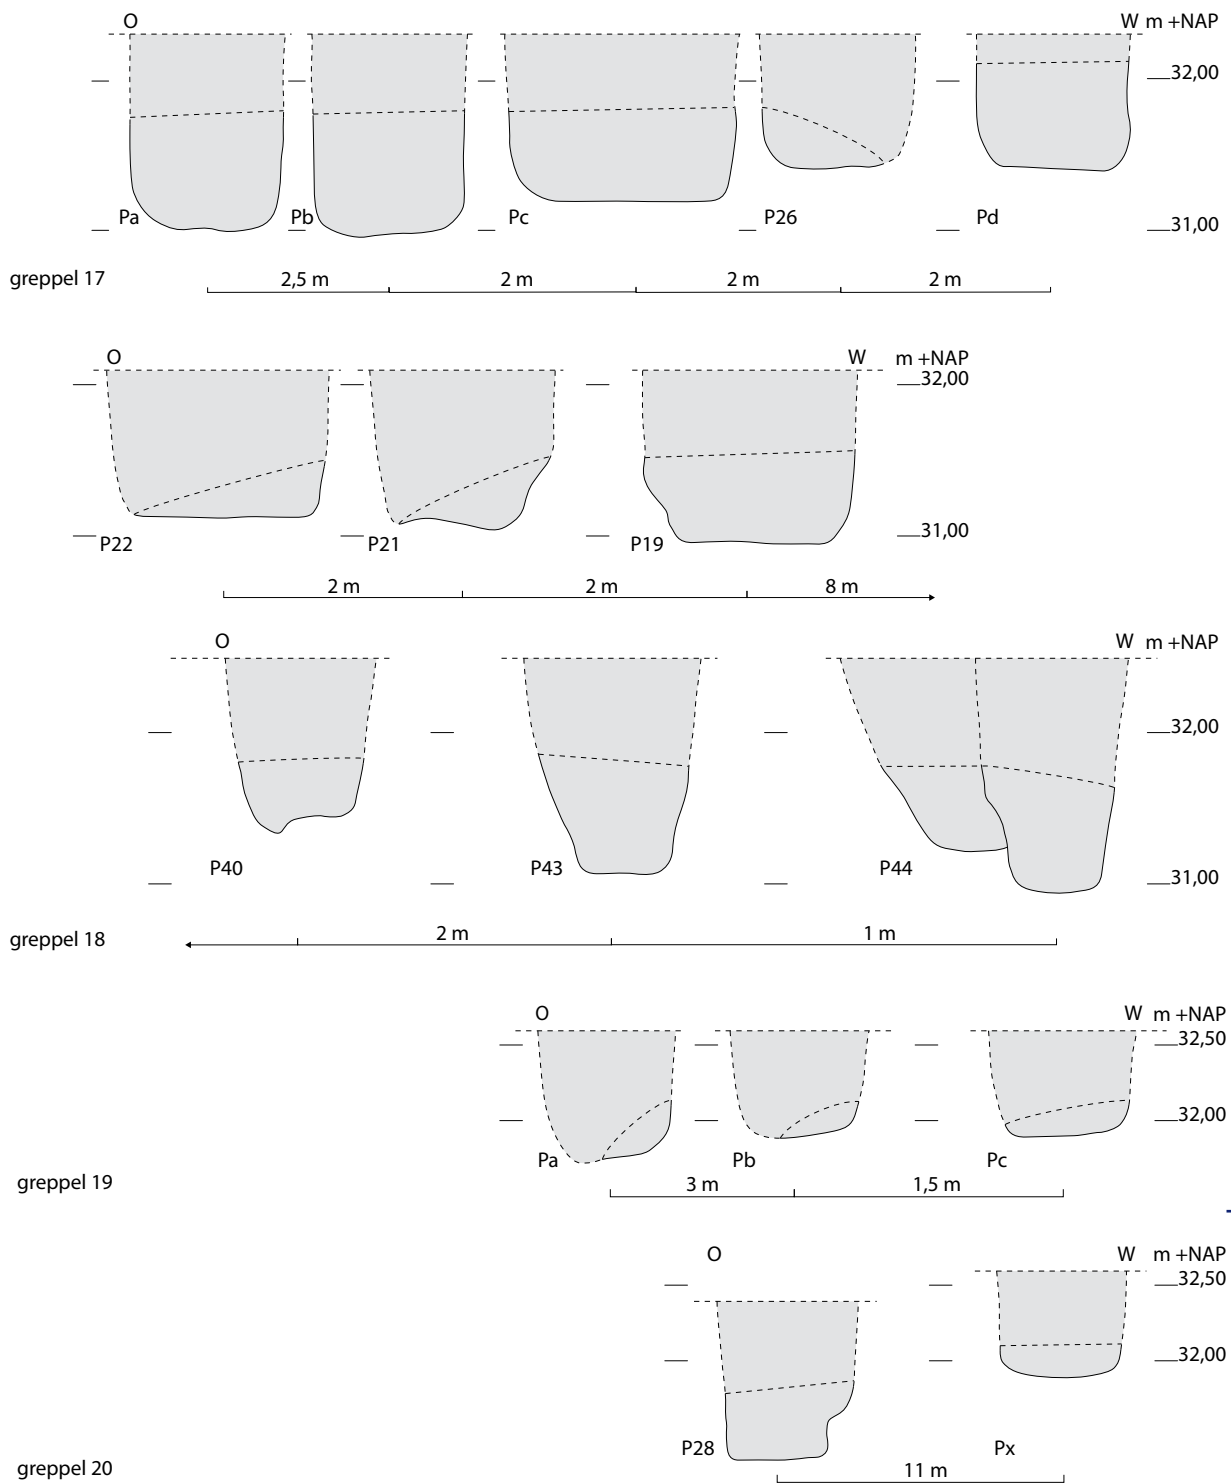 O W m +NAP
32,00
Pa Pb Pc P26 Pd
31,00
greppel 17 2,5 m 2 m 2 m 2 m
O W m +NAP
32,00
31,00
P22 P21 P19
2 m 2 m 8 m
O W m +NAP
32,00
P40 P43 P44
31,00
greppel 18 2 m 1 m
O W m +NAP
32,50
32,00
Pa Pb Pc
greppel 19 3 m 1,5 m
O W m +NAP
32,50
32,00
P28 Px
greppel 20 11 m